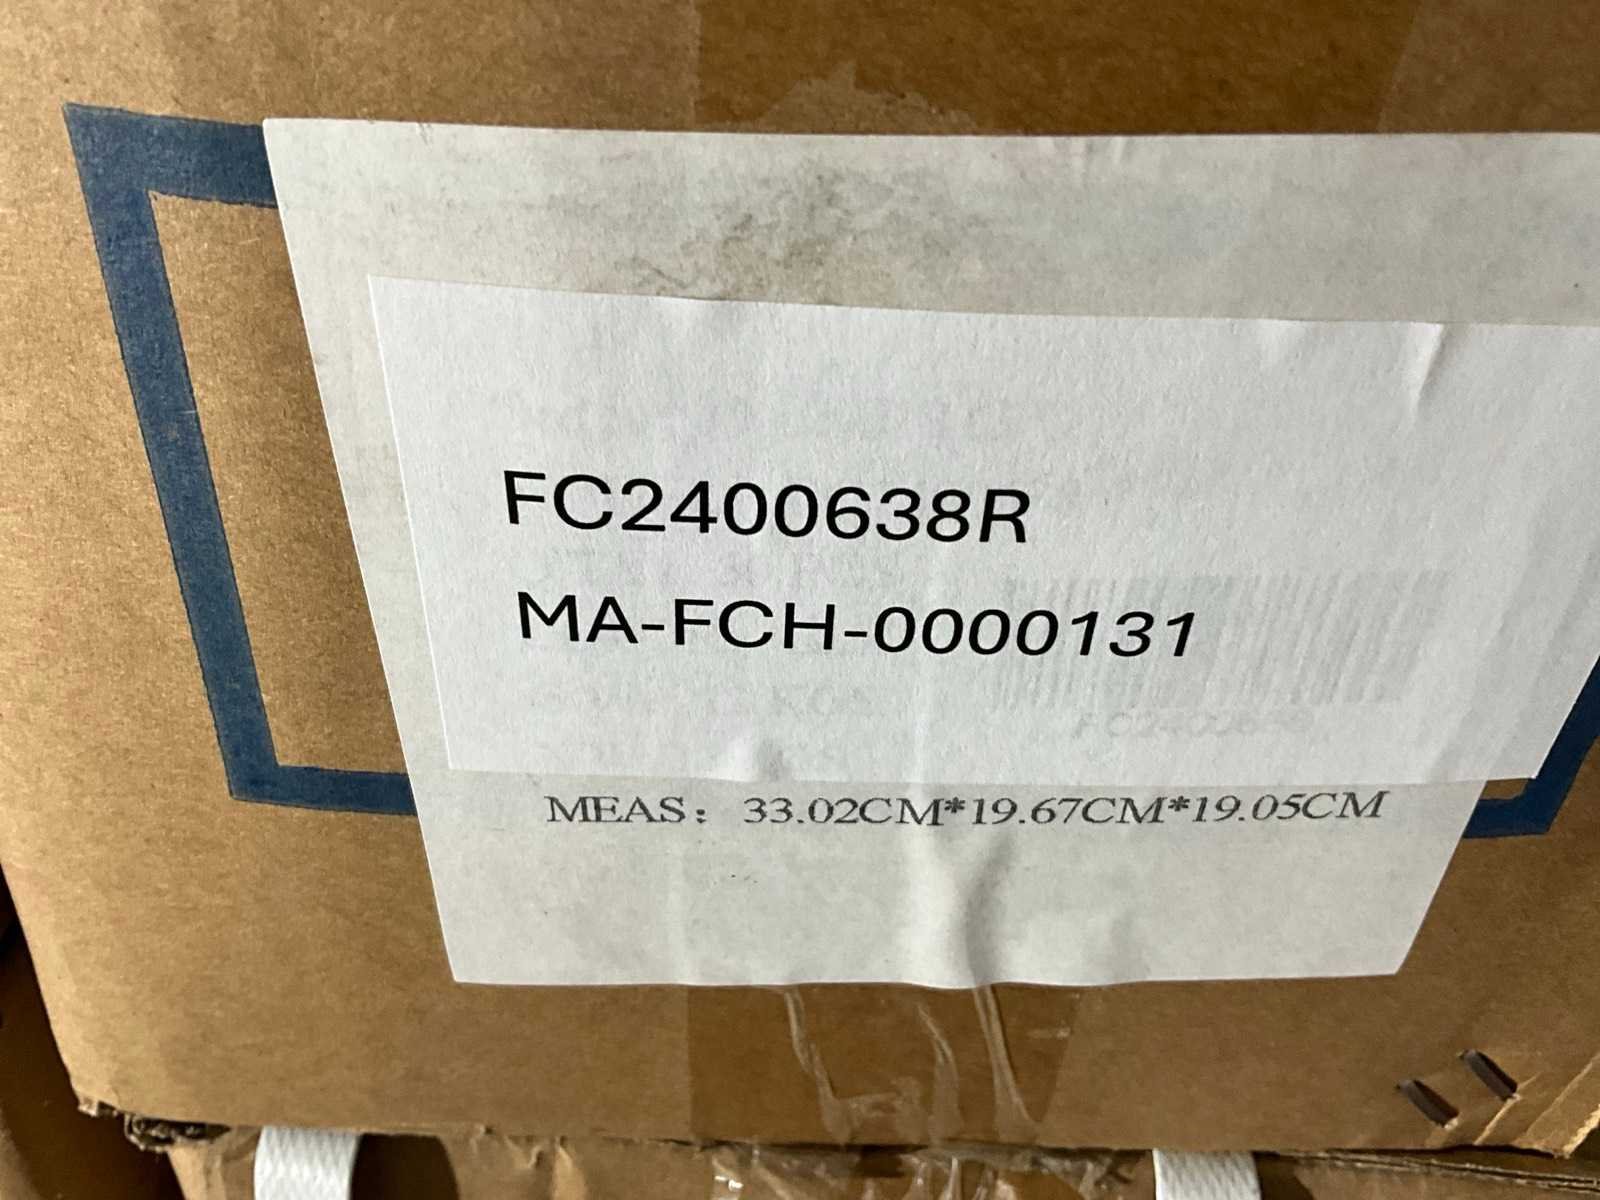 FC2400638R
MA-FCH-0000131
MEAS: 33.02CM*19.67CM*19.05CM